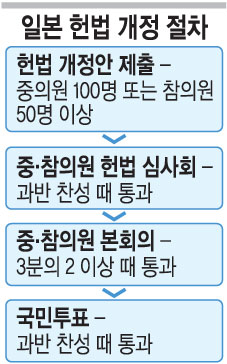 일본 헌법 개정 절차
헌법 개정안 제출 –
중의원 100명 또는 참의원
50명 이상
중·참의원 헌법 심사회 –
과반 찬성 때 통과
중·참의원 본회의 –
3분의 2 이상 때 통과
국민투표 –
과반 찬성 때 통과